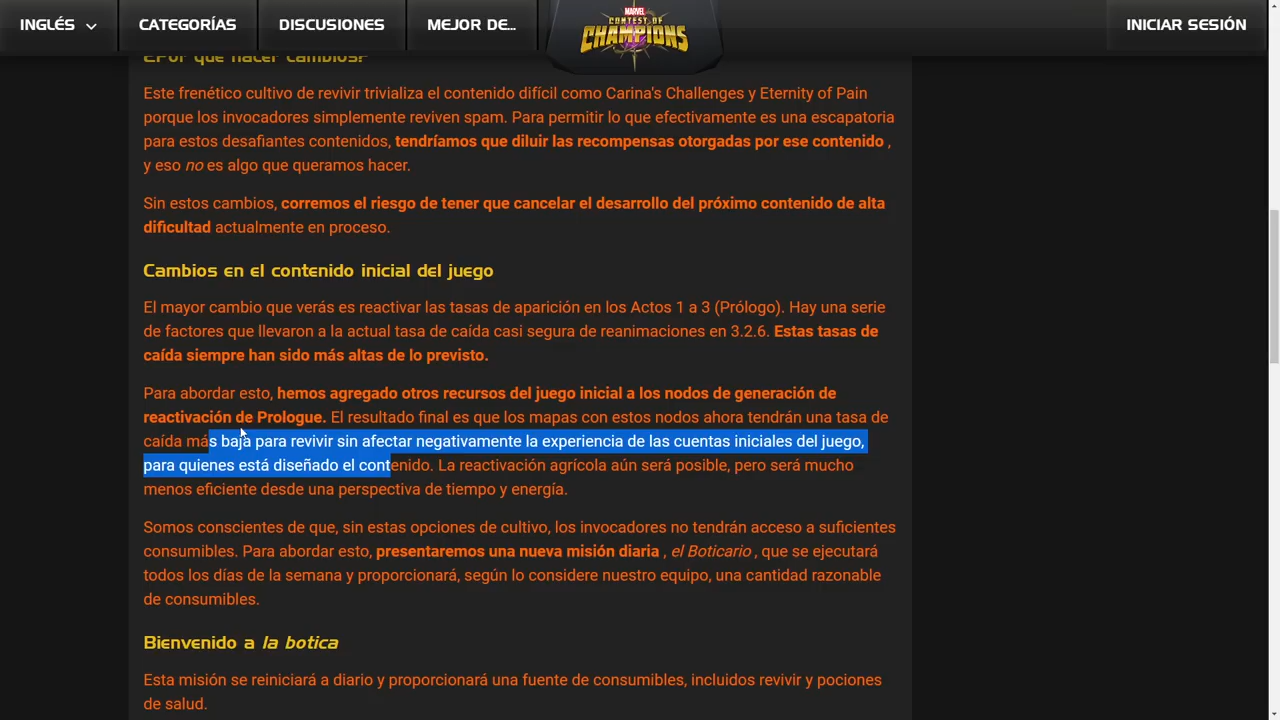 INGLÉS
CATEGORÍAS
DISCUSIONES
MEJOR DE...
MARVEL
CONTEST OF
CHAMPIONS
INICIAR SESIÓN
¿Por qué hacer cambios?
Este frenético cultivo de revivir trivializa el contenido difícil como Carina's Challenges y Eternity of Pain
porque los invocadores simplemente reviven spam. Para permitir lo que efectivamente es una escapatoria
para estos desafiantes contenidos, tendríamos que diluir las recompensas otorgadas por ese contenido ,
y eso no es algo que queramos hacer.
Sin estos cambios, corremos el riesgo de tener que cancelar el desarrollo del próximo contenido de alta
dificultad actualmente en proceso.
Cambios en el contenido inicial del juego
El mayor cambio que verás es reactivar las tasas de aparición en los Actos 1 a 3 (Prólogo). Hay una serie
de factores que llevaron a la actual tasa de caída casi segura de reanimaciones en 3.2.6. Estas tasas de
caída siempre han sido más altas de lo previsto.
Para abordar esto, hemos agregado otros recursos del juego inicial a los nodos de generación de
reactivación de Prologue. El resultado final es que los mapas con estos nodos ahora tendrán una tasa de
caída más baja para revivir sin afectar negativamente la experiencia de las cuentas iniciales del juego,
para quienes está diseñado el contenido. La reactivación agrícola aún será posible, pero será mucho
menos eficiente desde una perspectiva de tiempo y energía.
Somos conscientes de que, sin estas opciones de cultivo, los invocadores no tendrán acceso a suficientes
consumibles. Para abordar esto, presentaremos una nueva misión diaria , el Boticario , que se ejecutará
todos los días de la semana y proporcionará, según lo considere nuestro equipo, una cantidad razonable
de consumibles.
Bienvenido a la botica
Esta misión se reiniciará a diario y proporcionará una fuente de consumibles, incluidos revivir y pociones
de salud.